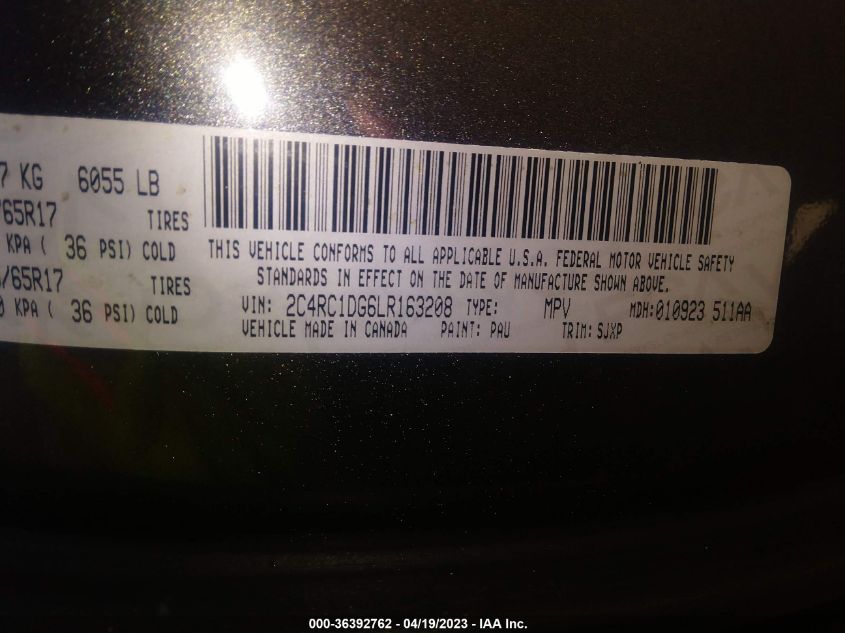 7 KG 6055 LB
/65R17 TIRES
KPA ( 36 PSI) COLD
/65R17 TIRES
0 KPA ( 36 PSI) COLD
THIS VEHICLE CONFORMS TO ALL APPLICABLE U.S.A. FEDERAL MOTOR VEHICLE SAFETY
STANDARDS IN EFFECT ON THE DATE OF MANUFACTURE SHOWN ABOVE.
VIN: 2C4RC1DG6LR163208 TYPE: MPV MDH: 010923 511AA
VEHICLE MADE IN CANADA PAINT: PAU TRIM: SJXP
000-36392762 - 04/19/2023 - IAA Inc.